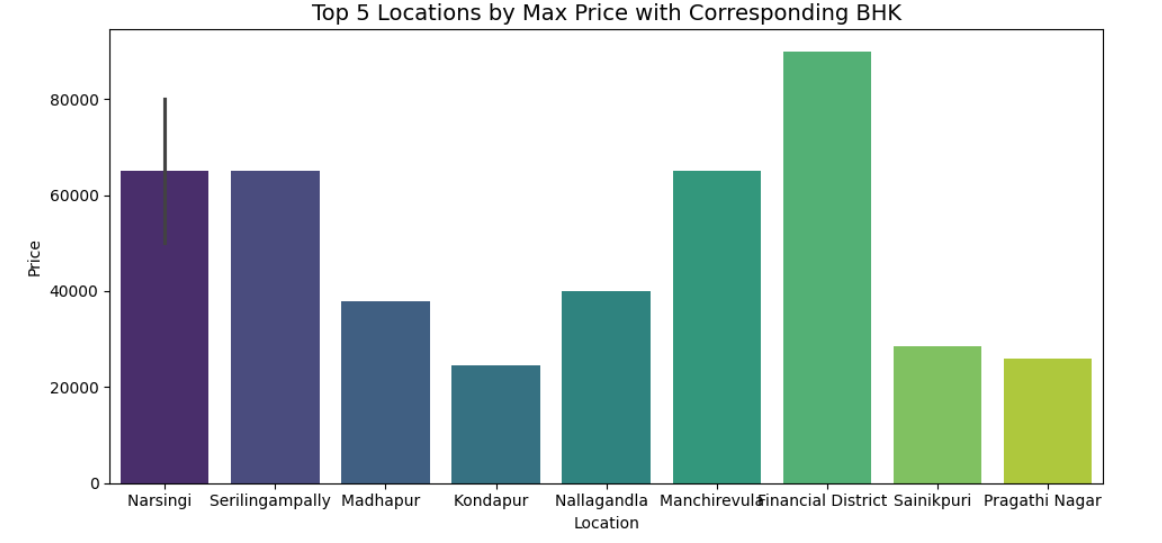 Top 5 Locations by Max Price with Corresponding BHK
Price
80000
60000
40000
20000
0
Narsingi Serilingampally Madhapur Kondapur Nallagandla Manchirevula Financial District Sainikpuri Pragathi Nagar
Location